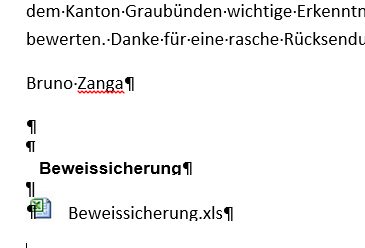 dem Kanton Graubünden wichtige Erkenntn
bewerten. Danke für eine rasche Rücksendu
Bruno Zanga¶
¶
¶
Beweissicherung¶
¶
¶ Beweissicherung.xls¶